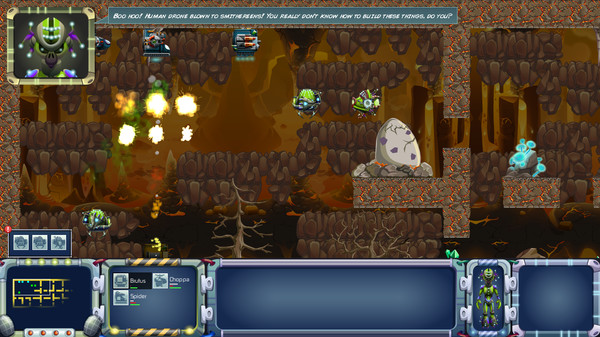 Boo hoo! Human drone blown to smithereens! You really don't know how to build these things, do you?
Brutus
Choppa
Spider